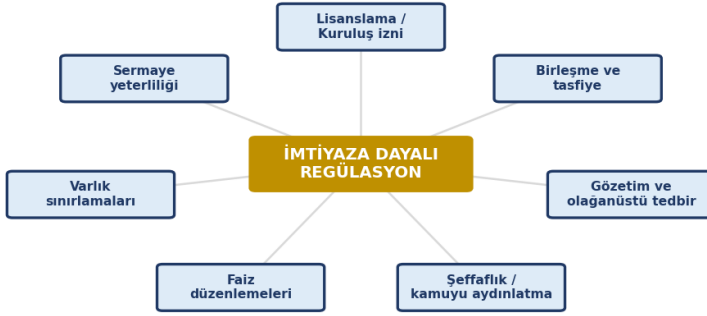 Lisanslama /
Kuruluş izni
Sermaye
yeterliliği
Birleşme ve
tasfiye
İMTİYAZA DAYALI
REGÜLASYON
Varlık
sınırlamaları
Gözetim ve
olağanüstü tedbir
Faiz
düzenlemeleri
Şeffaflık /
kamuyu aydınlatma